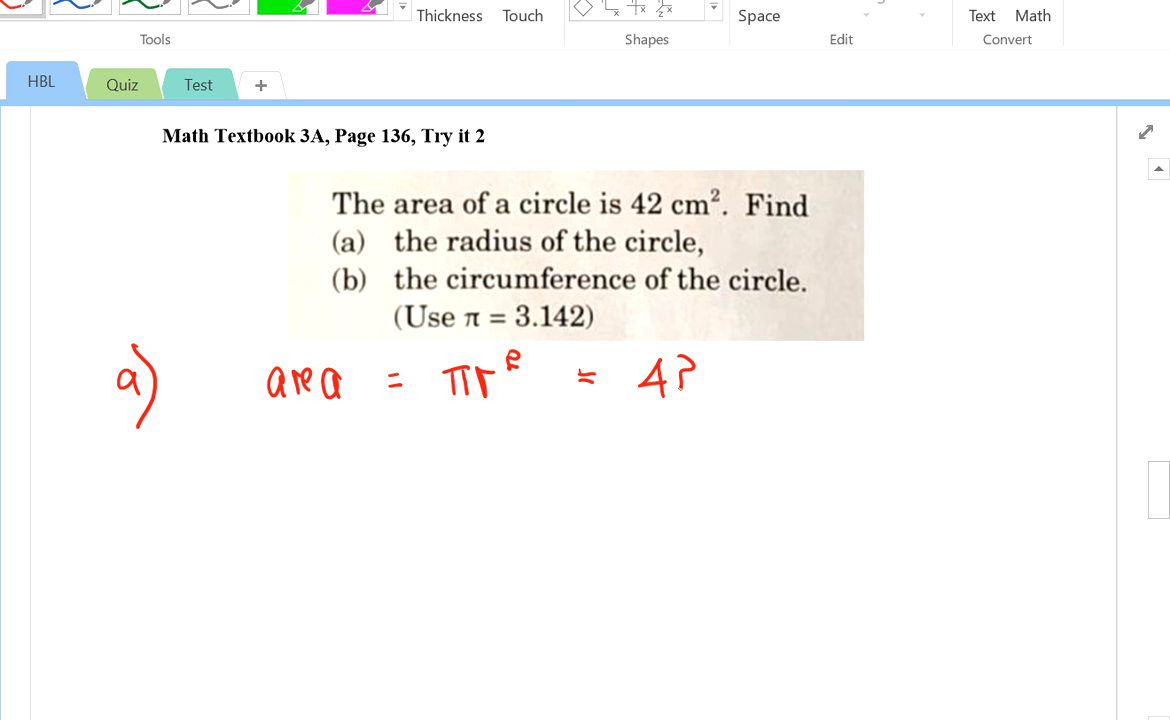 Thickness Touch Space Text Math
Tools Shapes Edit Convert
HBL Quiz Test +
Math Textbook 3A, Page 136, Try it 2
The area of a circle is 42 cm². Find
(a) the radius of the circle,
(b) the circumference of the circle.
(Use π = 3.142)
a) area = πr² = 4